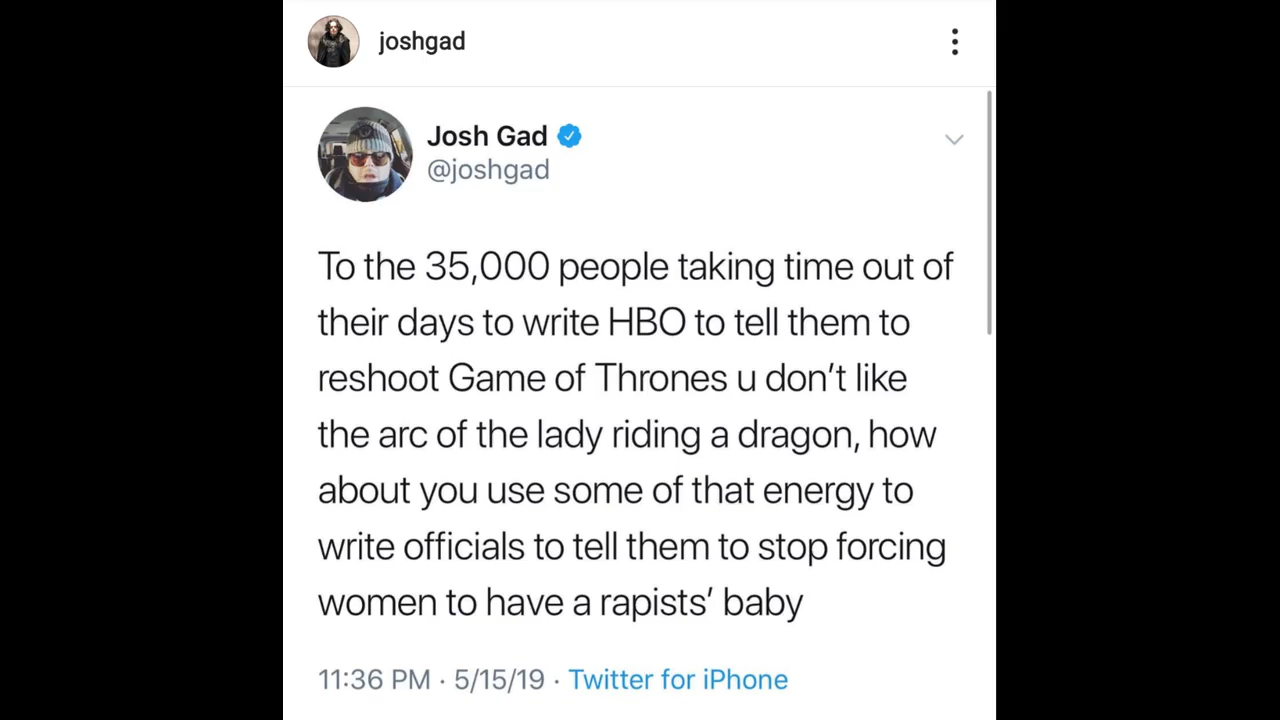 joshgad
Josh Gad
@joshgad
To the 35,000 people taking time out of
their days to write HBO to tell them to
reshoot Game of Thrones u don’t like
the arc of the lady riding a dragon, how
about you use some of that energy to
write officials to tell them to stop forcing
women to have a rapists’ baby
11:36 PM · 5/15/19 · Twitter for iPhone